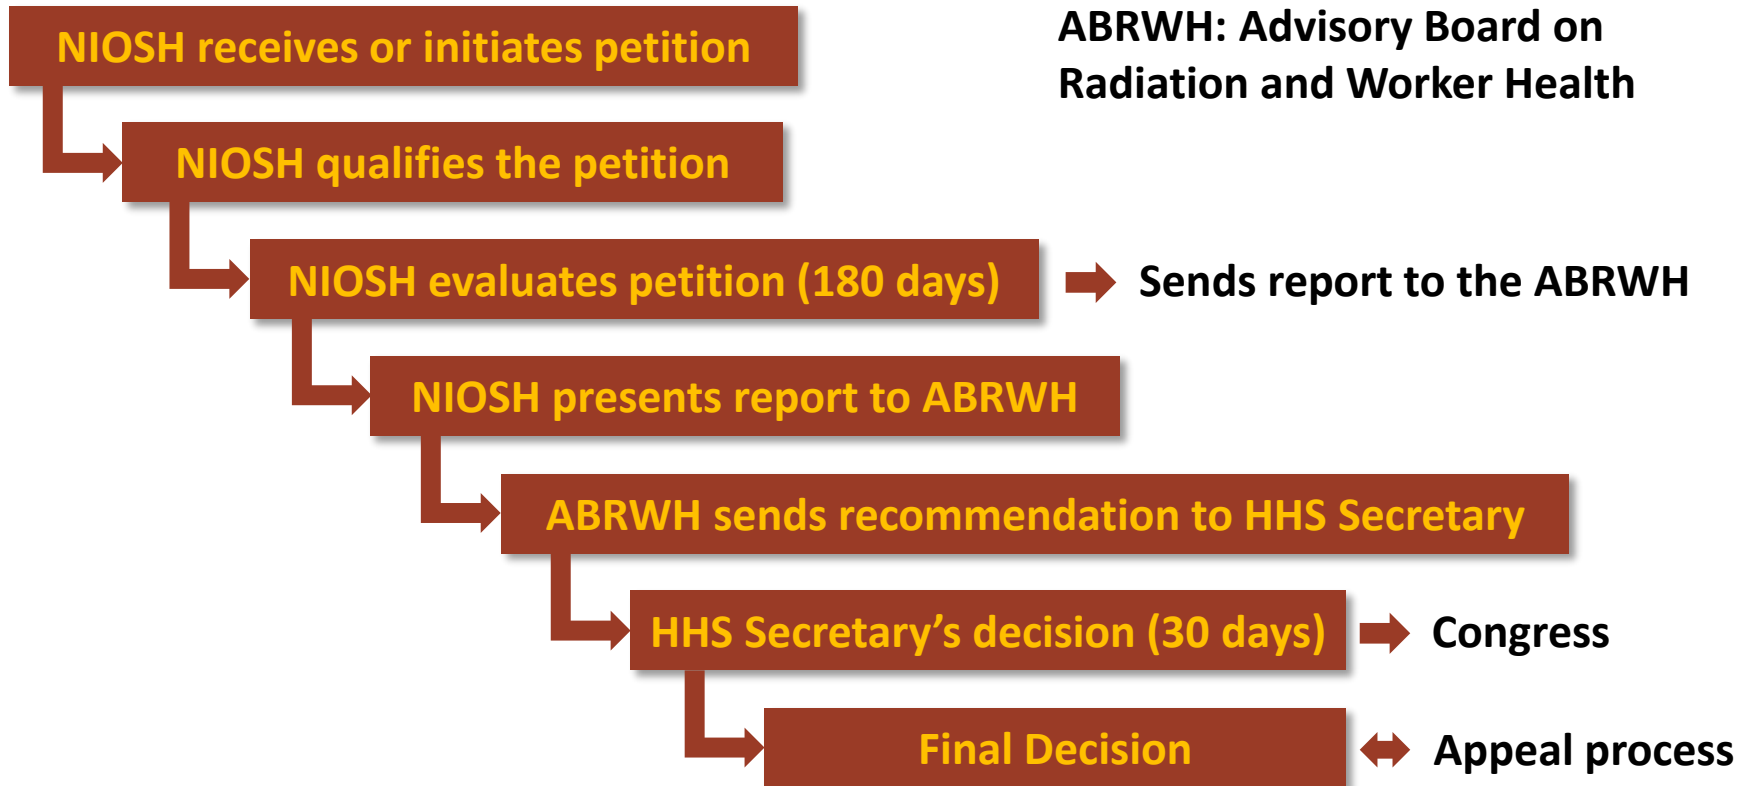 NIOSH receives or initiates petition
ABRWH: Advisory Board on
Radiation and Worker Health
NIOSH qualifies the petition
NIOSH evaluates petition (180 days)
Sends report to the ABRWH
NIOSH presents report to ABRWH
ABRWH sends recommendation to HHS Secretary
HHS Secretary’s decision (30 days)
Congress
Final Decision
Appeal process